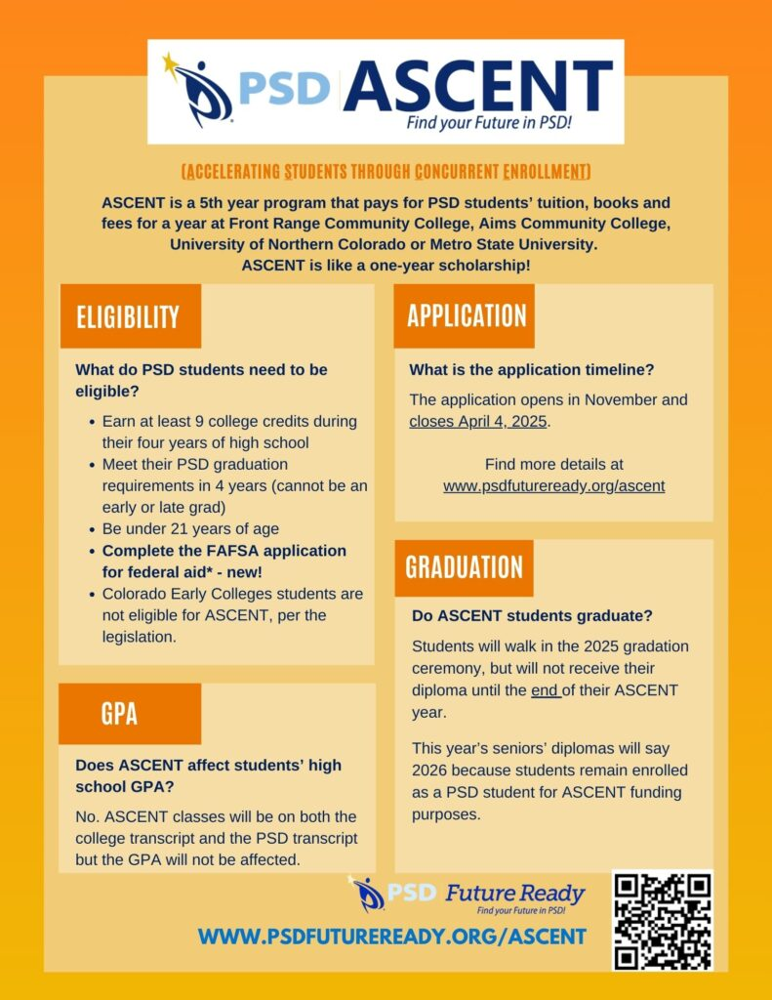 PSD ASCENT
Find your Future in PSD!
(ACCELERATING STUDENTS THROUGH CONCURRENT ENROLLMENT)
ASCENT is a 5th year program that pays for PSD students’ tuition, books and
fees for a year at Front Range Community College, Aims Community College,
University of Northern Colorado or Metro State University.
ASCENT is like a one-year scholarship!
ELIGIBILITY
What do PSD students need to be
eligible?
• Earn at least 9 college credits during
their four years of high school
• Meet their PSD graduation
requirements in 4 years (cannot be an
early or late grad)
• Be under 21 years of age
• Complete the FAFSA application
for federal aid* - new!
• Colorado Early Colleges students are
not eligible for ASCENT, per the
legislation.
GPA
Does ASCENT affect students’ high
school GPA?
No. ASCENT classes will be on both the
college transcript and the PSD transcript
but the GPA will not be affected.
APPLICATION
What is the application timeline?
The application opens in November and
closes April 4, 2025.
Find more details at
www.psdfutureready.org/ascent
GRADUATION
Do ASCENT students graduate?
Students will walk in the 2025 gradation
ceremony, but will not receive their
diploma until the end of their ASCENT
year.
This year’s seniors’ diplomas will say
2026 because students remain enrolled
as a PSD student for ASCENT funding
purposes.
PSD Future Ready
Find your Future in PSD!
WWW.PSDFUTUREREADY.ORG/ASCENT